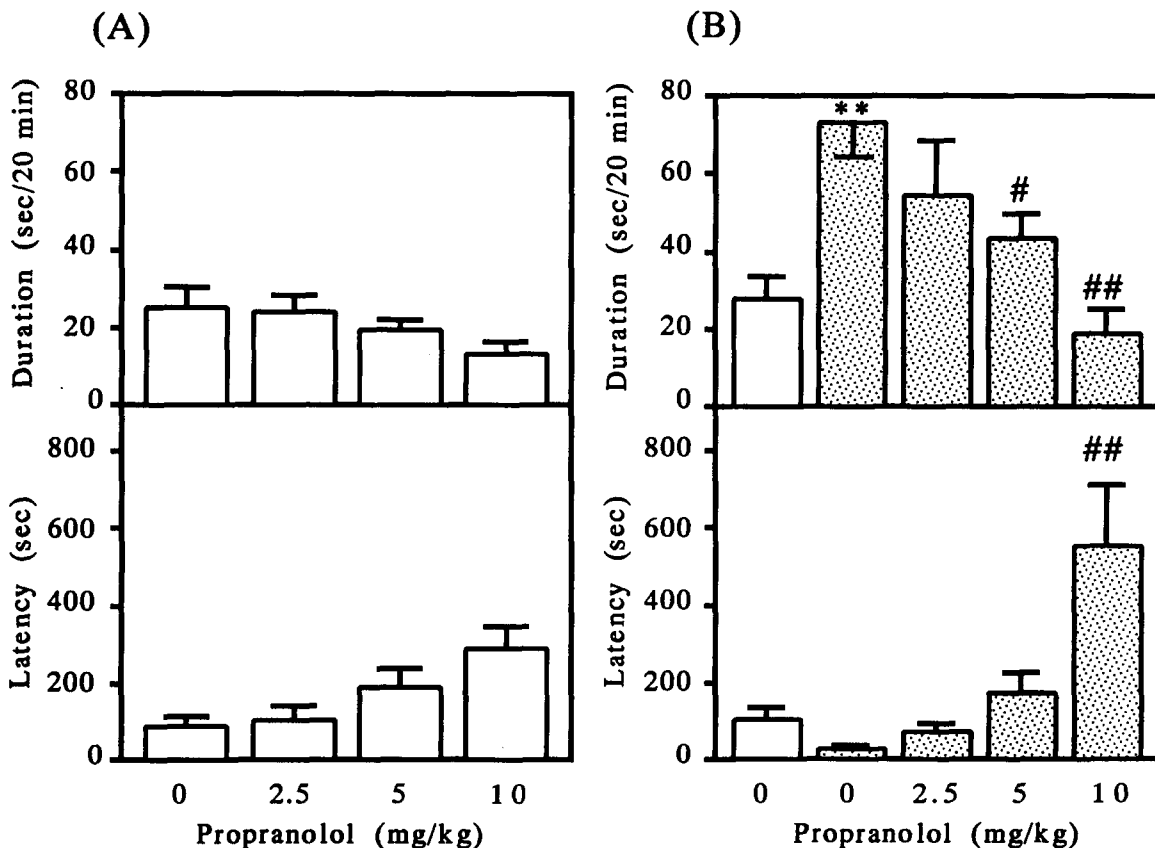 (A)
Duration (sec/20 min)
80
60
40
20
0
Latency (sec)
800
600
400
200
0
0 2.5 5 10
Propranolol (mg/kg)
(B)
Duration (sec/20 min)
80
60
40
20
0
**
#
##
Latency (sec)
800
600
400
200
0
##
0 0 2.5 5 10
Propranolol (mg/kg)